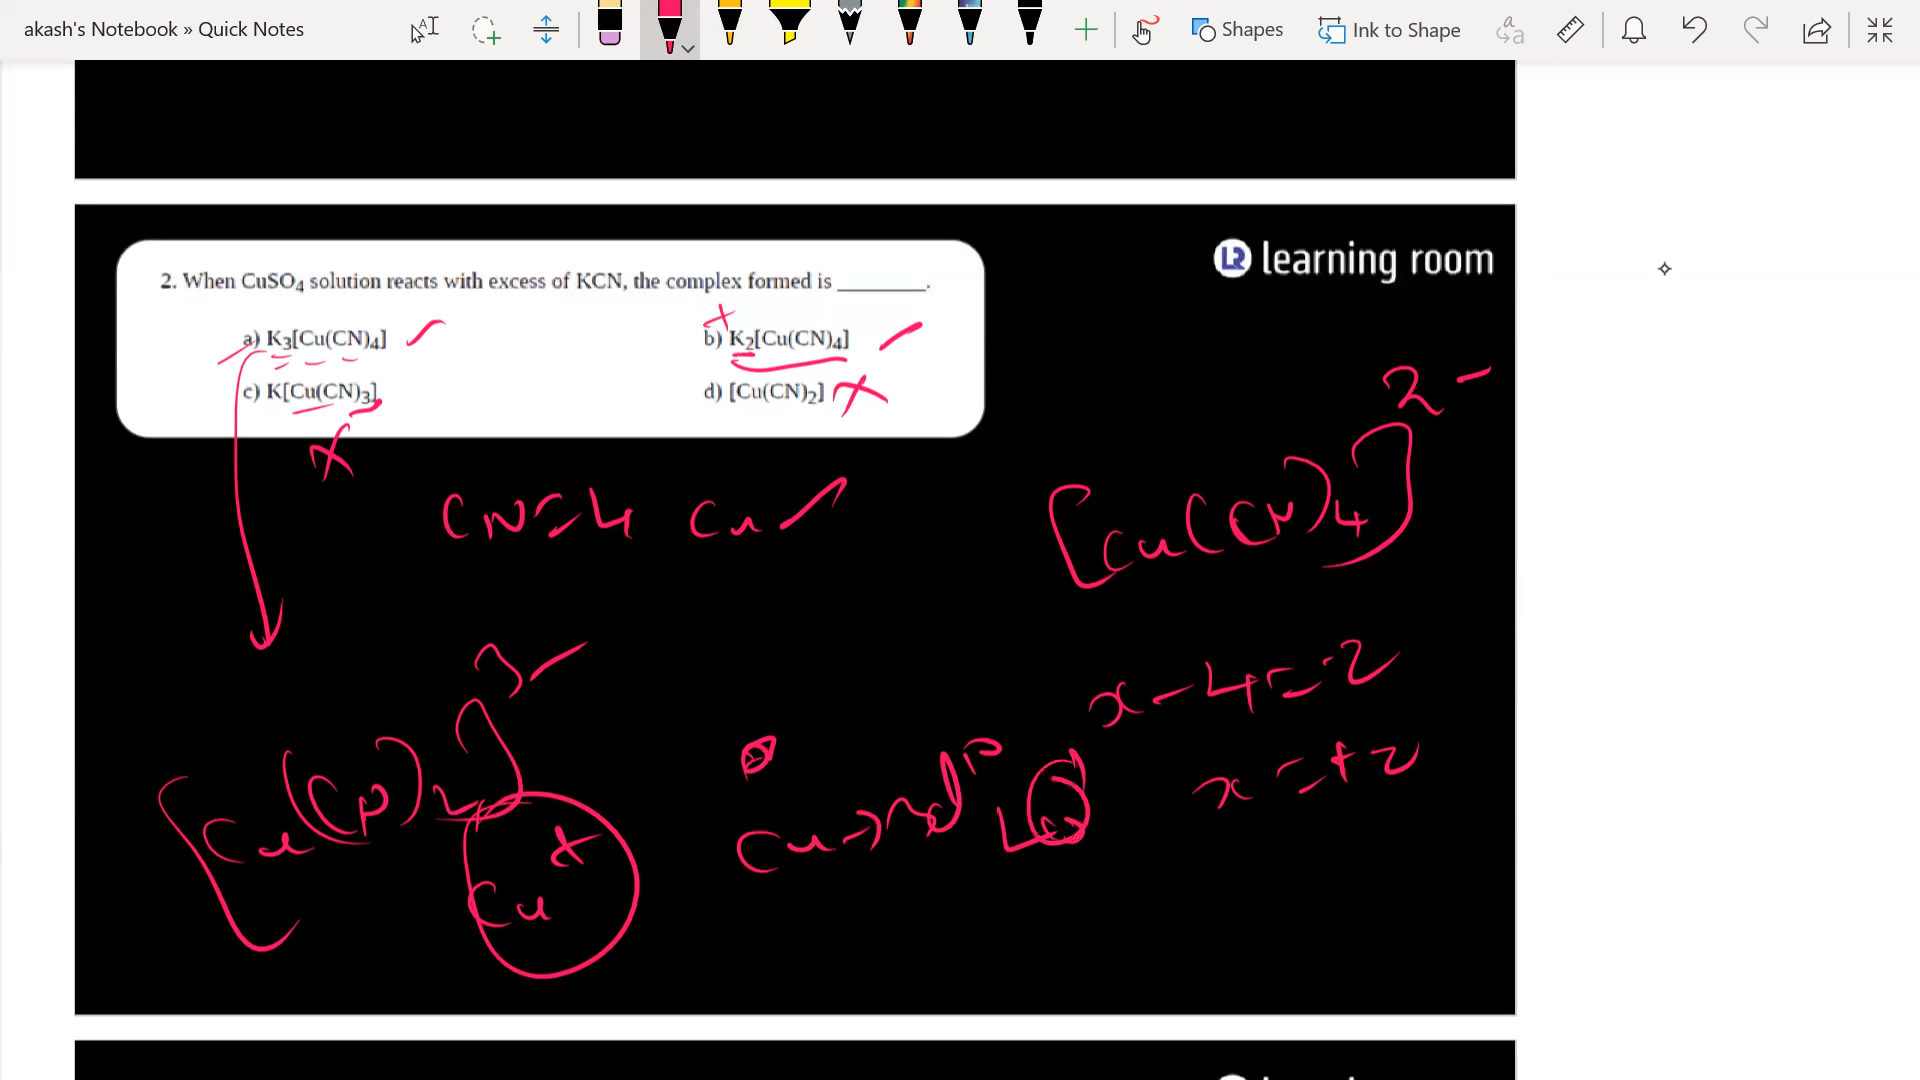 akash's Notebook » Quick Notes
Shapes
Ink to Shape
learning room
2. When CuSO₄ solution reacts with excess of KCN, the complex formed is ________.
a) K₃[Cu(CN)₄]
b) K₂[Cu(CN)₄]
c) K[Cu(CN)₃]
d) [Cu(CN)₂]
CN=4 Cu
[Cu(CN)₄]²⁻
x-4=-2
x=+2
Cu⁺